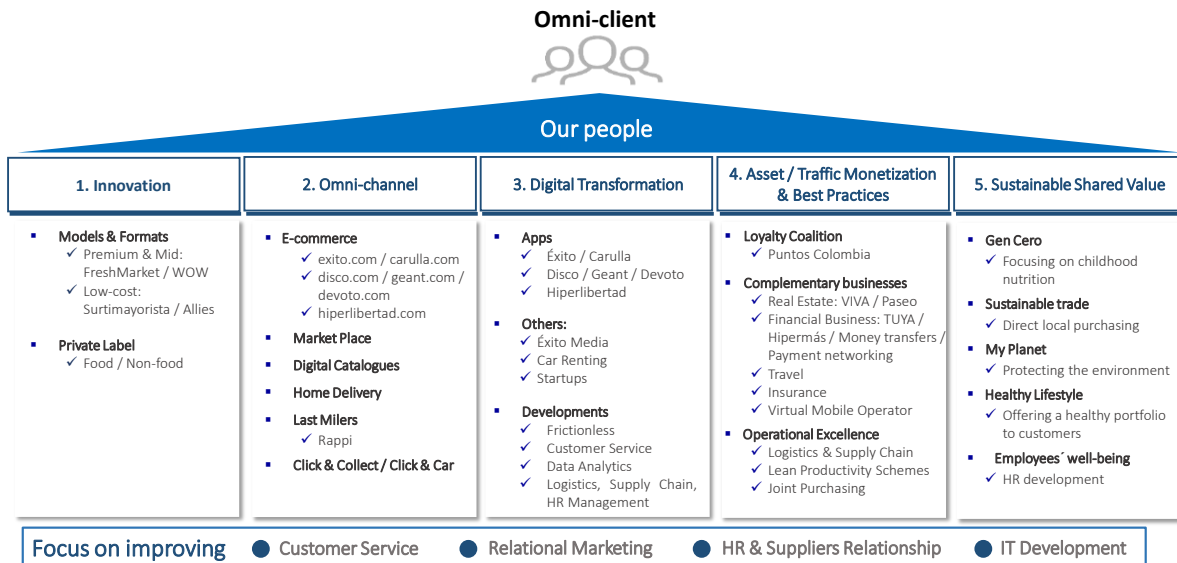 Omni-client
Our people
1. Innovation
Models & Formats
Premium & Mid:
FreshMarket / WOW
Low-cost:
Surtimayorista / Allies
Private Label
Food / Non-food
2. Omni-channel
E-commerce
exito.com / carulla.com
disco.com / geant.com /
devoto.com
hiperlibertad.com
Market Place
Digital Catalogues
Home Delivery
Last Milers
Rappi
Click & Collect / Click & Car
3. Digital Transformation
Apps
Éxito / Carulla
Disco / Geant / Devoto
Hiperlibertad
Others:
Éxito Media
Car Renting
Startups
Developments
Frictionless
Customer Service
Data Analytics
Logistics, Supply Chain,
HR Management
4. Asset / Traffic Monetization
& Best Practices
Loyalty Coalition
Puntos Colombia
Complementary businesses
Real Estate: VIVA / Paseo
Financial Business: TUYA /
Hipermás / Money transfers /
Payment networking
Travel
Insurance
Virtual Mobile Operator
Operational Excellence
Logistics & Supply Chain
Lean Productivity Schemes
Joint Purchasing
5. Sustainable Shared Value
Gen Cero
Focusing on childhood
nutrition
Sustainable trade
Direct local purchasing
My Planet
Protecting the environment
Healthy Lifestyle
Offering a healthy portfolio
to customers
Employees´ well-being
HR development
Focus on improving
Customer Service
Relational Marketing
HR & Suppliers Relationship
IT Development